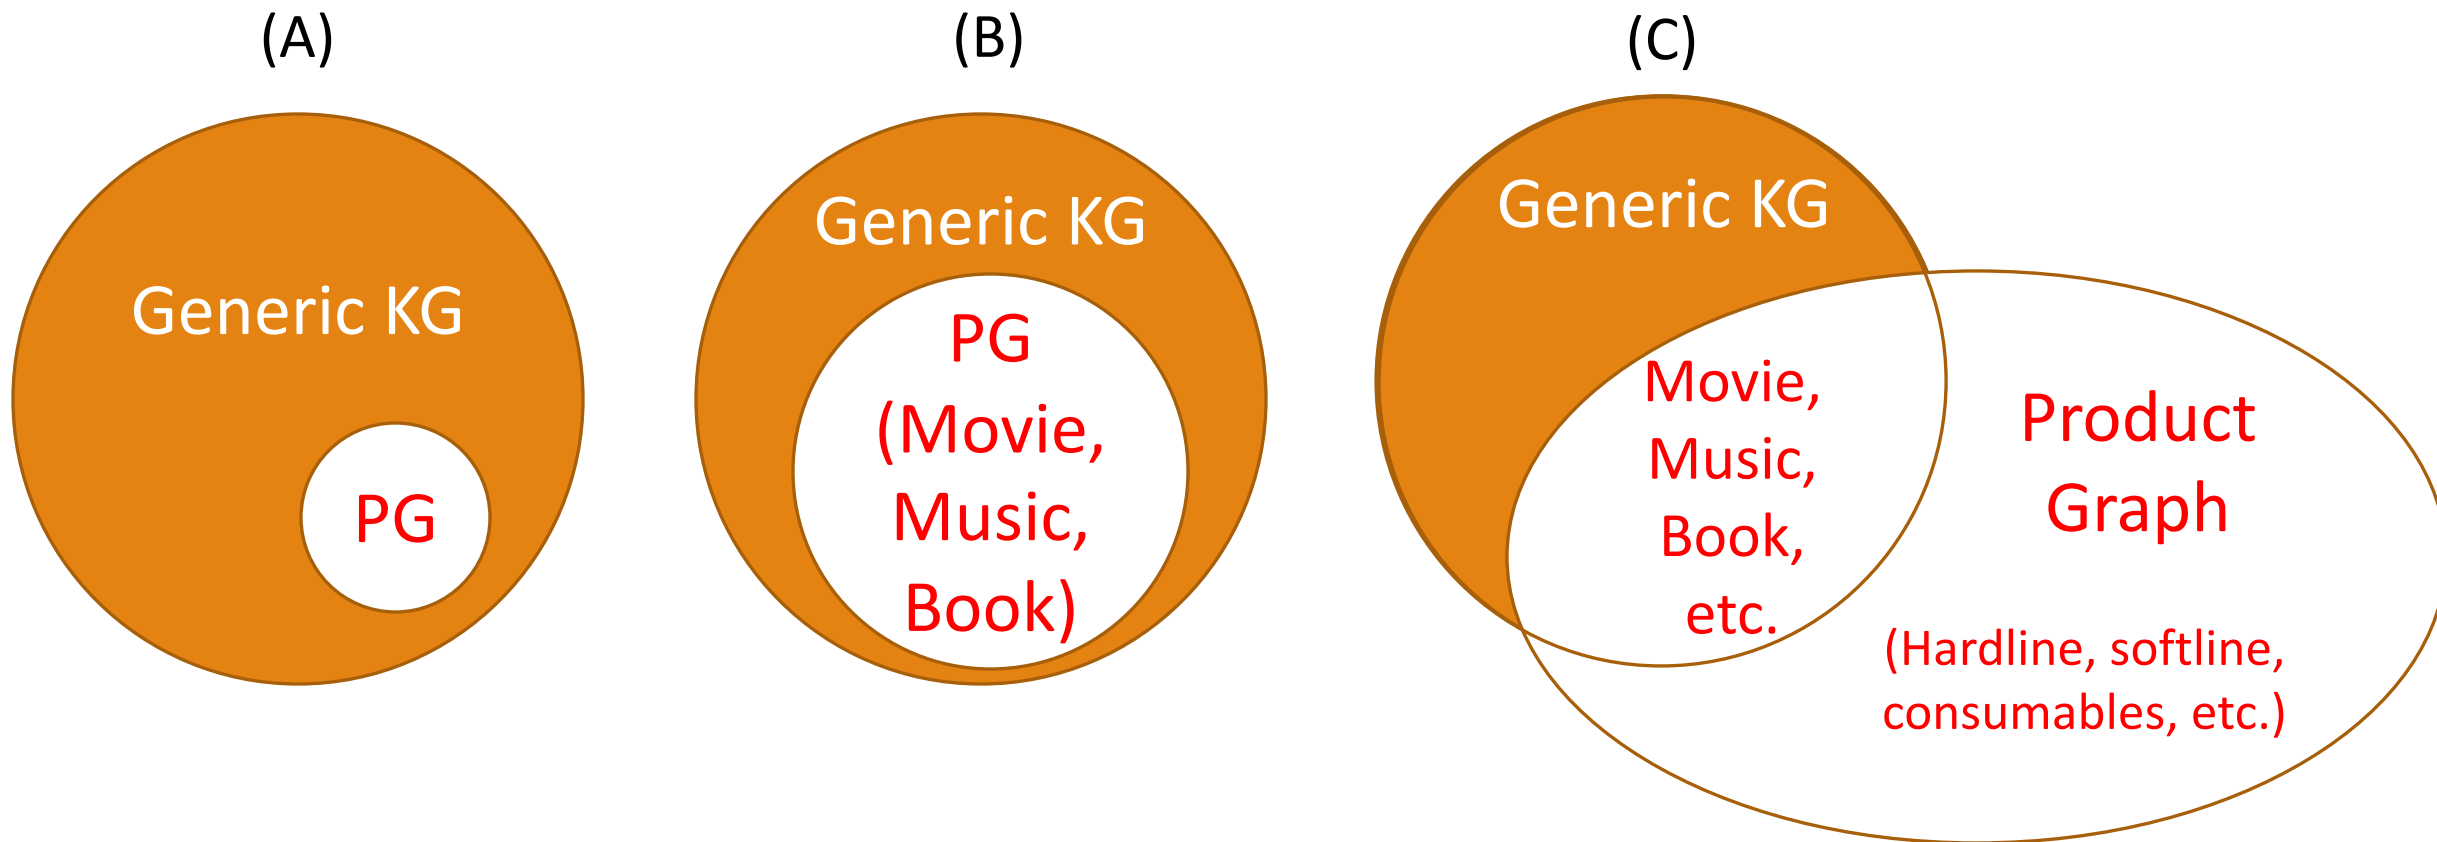 (A)
Generic KG
PG
(B)
Generic KG
PG
(Movie,
Music,
Book)
(C)
Generic KG
Movie,
Music,
Book,
etc.
Product
Graph
(Hardline, softline,
consumables, etc.)